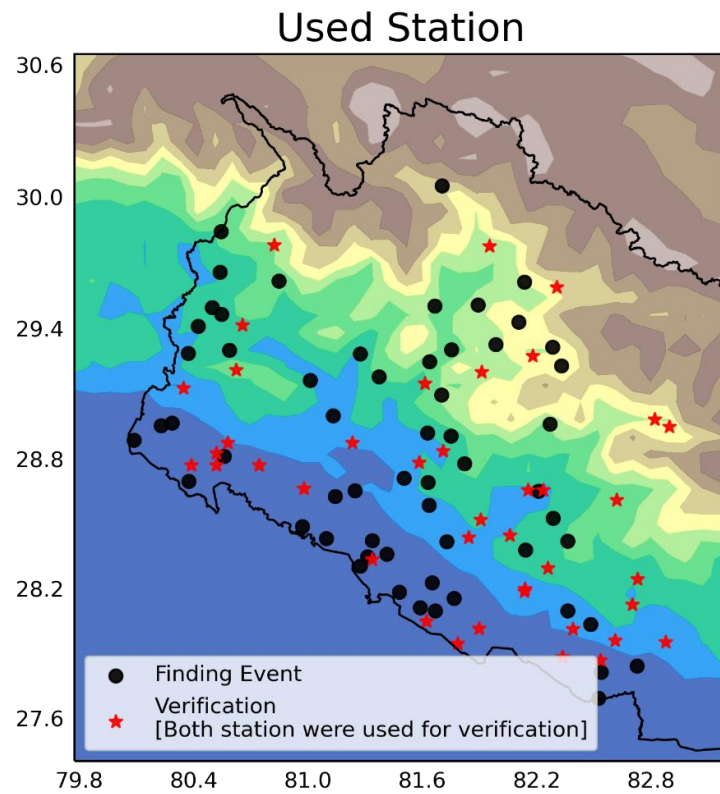 Used Station
30.6
30.0
29.4
28.8
28.2
27.6
Finding Event
Verification
[Both station were used for verification]
79.8 80.4 81.0 81.6 82.2 82.8